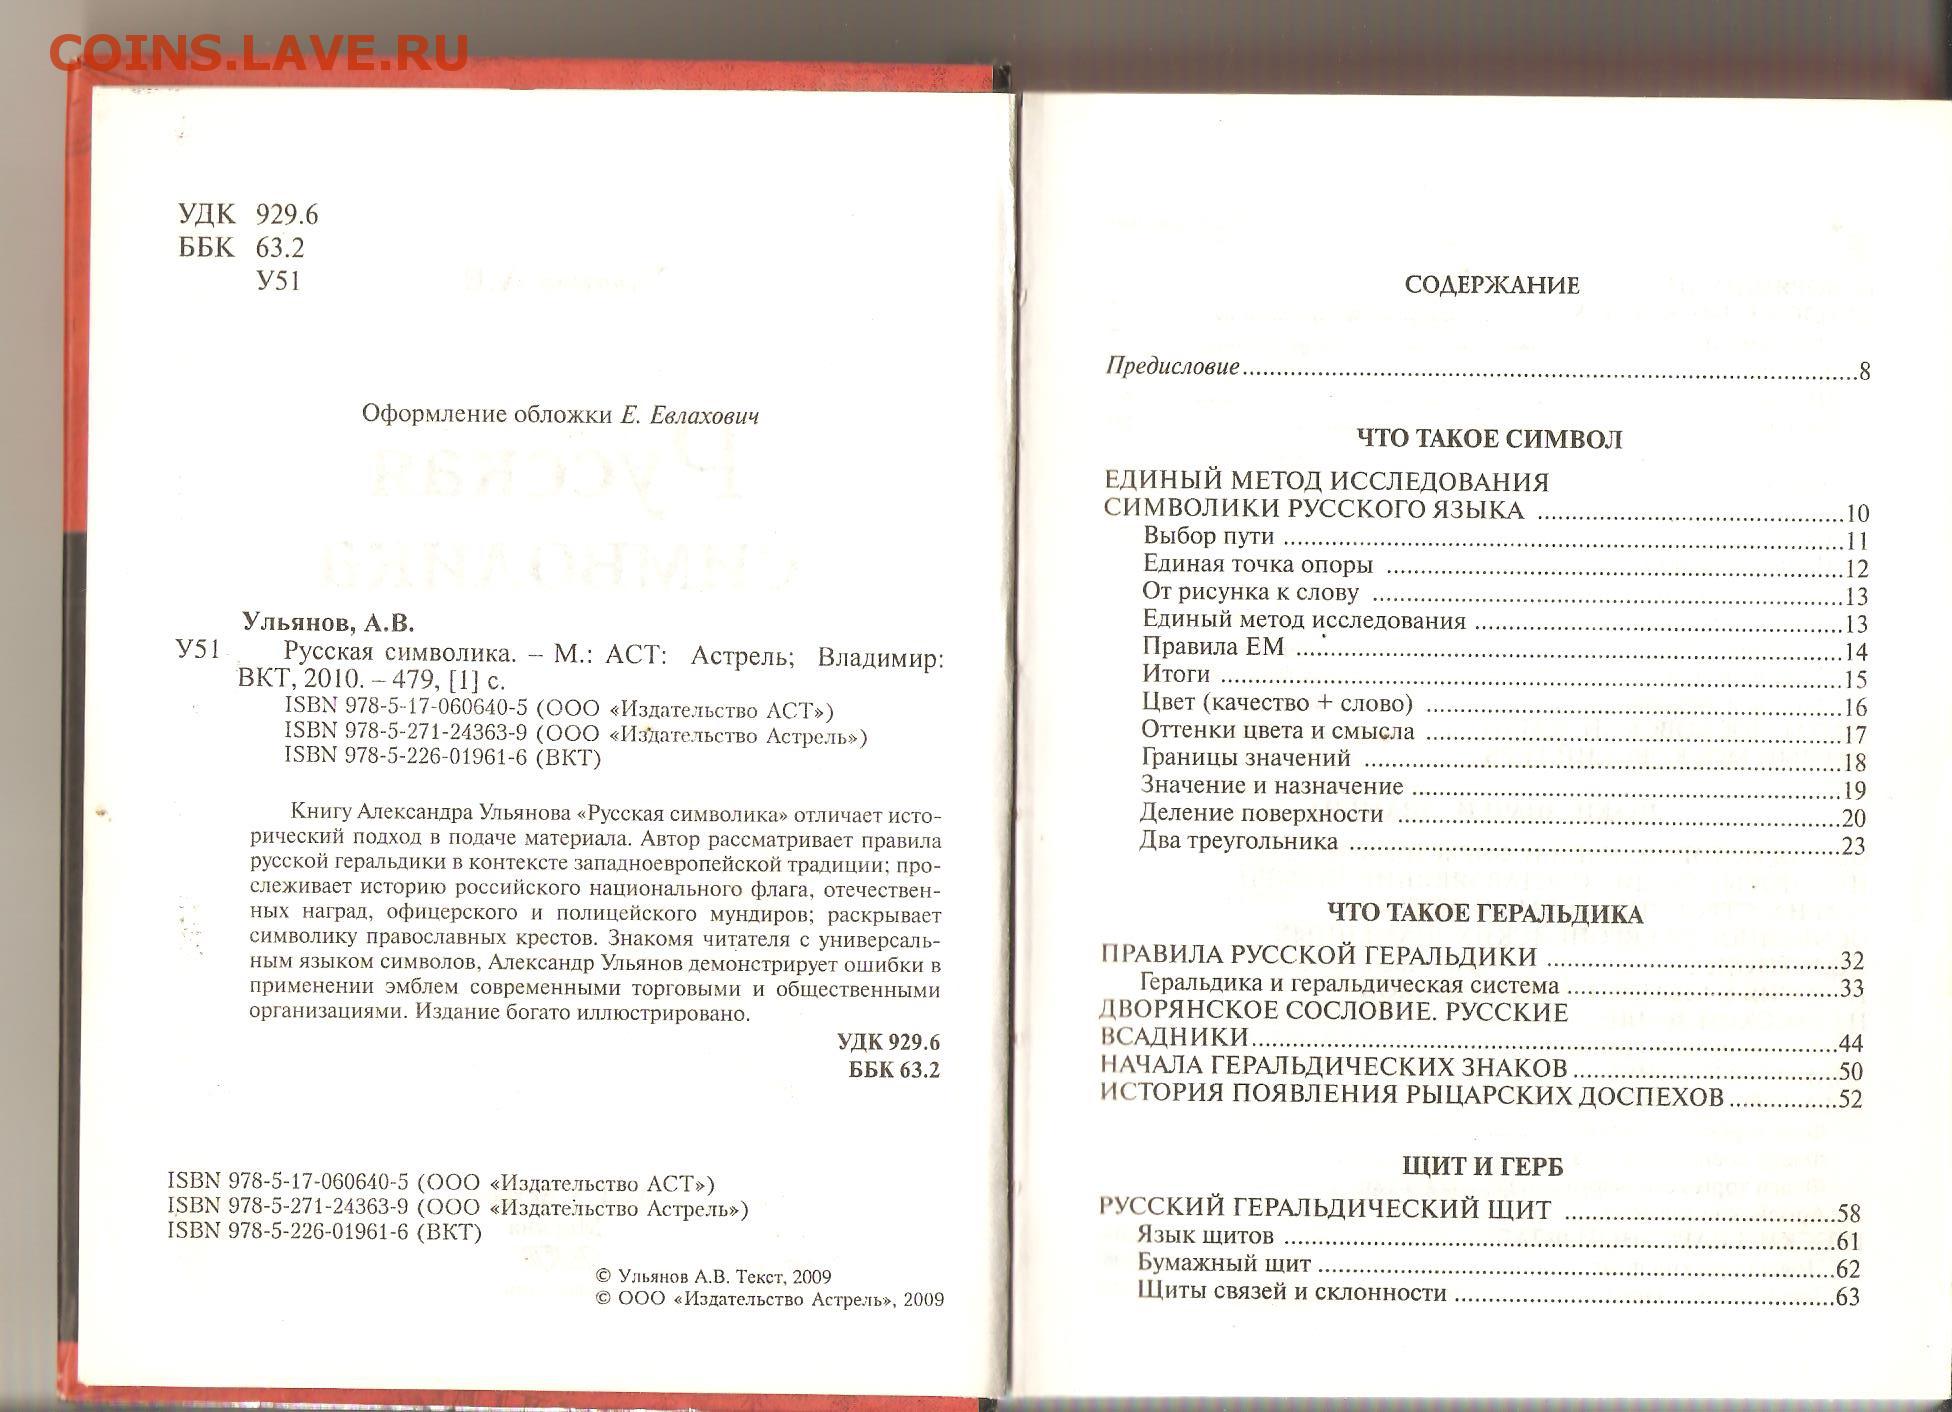 COINS.LAVE.RU
УДК 929.6
ББК 63.2
У51
Оформление обложки Е. Евлахович
Ульянов, А.В.
У51 Русская символика. – М.: АСТ: Астрель; Владимир:
ВКТ, 2010. – 479, [1] с.
ISBN 978-5-17-060640-5 (ООО «Издательство АСТ»)
ISBN 978-5-271-24363-9 (ООО «Издательство Астрель»)
ISBN 978-5-226-01961-6 (ВКТ)
Книгу Александра Ульянова «Русская символика» отличает исто-
рический подход в подаче материала. Автор рассматривает правила
русской геральдики в контексте западноевропейской традиции; про-
слеживает историю российского национального флага, отечествен-
ных наград, офицерского и полицейского мундиров; раскрывает
символику православных крестов. Знакомя читателя с универсаль-
ным языком символов, Александр Ульянов демонстрирует ошибки в
применении эмблем современными торговыми и общественными
организациями. Издание богато иллюстрировано.
УДК 929.6
ББК 63.2
ISBN 978-5-17-060640-5 (ООО «Издательство АСТ»)
ISBN 978-5-271-24363-9 (ООО «Издательство Астрель»)
ISBN 978-5-226-01961-6 (ВКТ)
© Ульянов А.В. Текст, 2009
© ООО «Издательство Астрель», 2009
СОДЕРЖАНИЕ
Предисловие..........8
ЧТО ТАКОЕ СИМВОЛ
ЕДИНЫЙ МЕТОД ИССЛЕДОВАНИЯ
СИМВОЛИКИ РУССКОГО ЯЗЫКА ..........10
Выбор пути ..........11
Единая точка опоры ..........12
От рисунка к слову ..........13
Единый метод исследования ..........13
Правила ЕМ ..........14
Итоги ..........15
Цвет (качество + слово) ..........16
Оттенки цвета и смысла ..........17
Границы значений ..........18
Значение и назначение ..........19
Деление поверхности ..........20
Два треугольника ..........23
ЧТО ТАКОЕ ГЕРАЛЬДИКА
ПРАВИЛА РУССКОЙ ГЕРАЛЬДИКИ ..........32
Геральдика и геральдическая система ..........33
ДВОРЯНСКОЕ СОСЛОВИЕ. РУССКИЕ
ВСАДНИКИ..........44
НАЧАЛА ГЕРАЛЬДИЧЕСКИХ ЗНАКОВ..........50
ИСТОРИЯ ПОЯВЛЕНИЯ РЫЦАРСКИХ ДОСПЕХОВ..........52
ЩИТ И ГЕРБ
РУССКИЙ ГЕРАЛЬДИЧЕСКИЙ ЩИТ ..........58
Язык щитов ..........61
Бумажный щит ..........62
Щиты связей и склонности ..........63